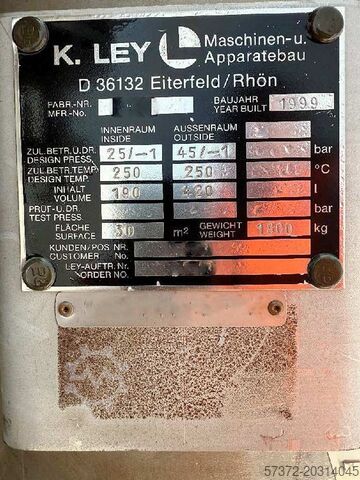 K. LEY Maschinen-u. Apparatebau
D 36132 Eiterfeld/Rhön
FABR.-NR. BAUJAHR 1999
MFR-No. YEAR BUILT
INNENRAUM AUSSENRAUM
INSIDE OUTSIDE
ZUL.BETR.Ü.DR. 25/-1 45/-1 bar
DESIGN PRESS.
ZUL.BETR.TEMP. 250 250 °C
DESIGN TEMP.
INHALT 190 420 l
VOLUME
PRÜF-Ü.DR. bar
TEST PRESS.
FLÄCHE 30 m² GEWICHT 1800 kg
SURFACE WEIGHT
KUNDEN/POS NR.
CUSTOMER No.
LEY-AUFTR. Nr.
ORDER NO.
57372-20314045